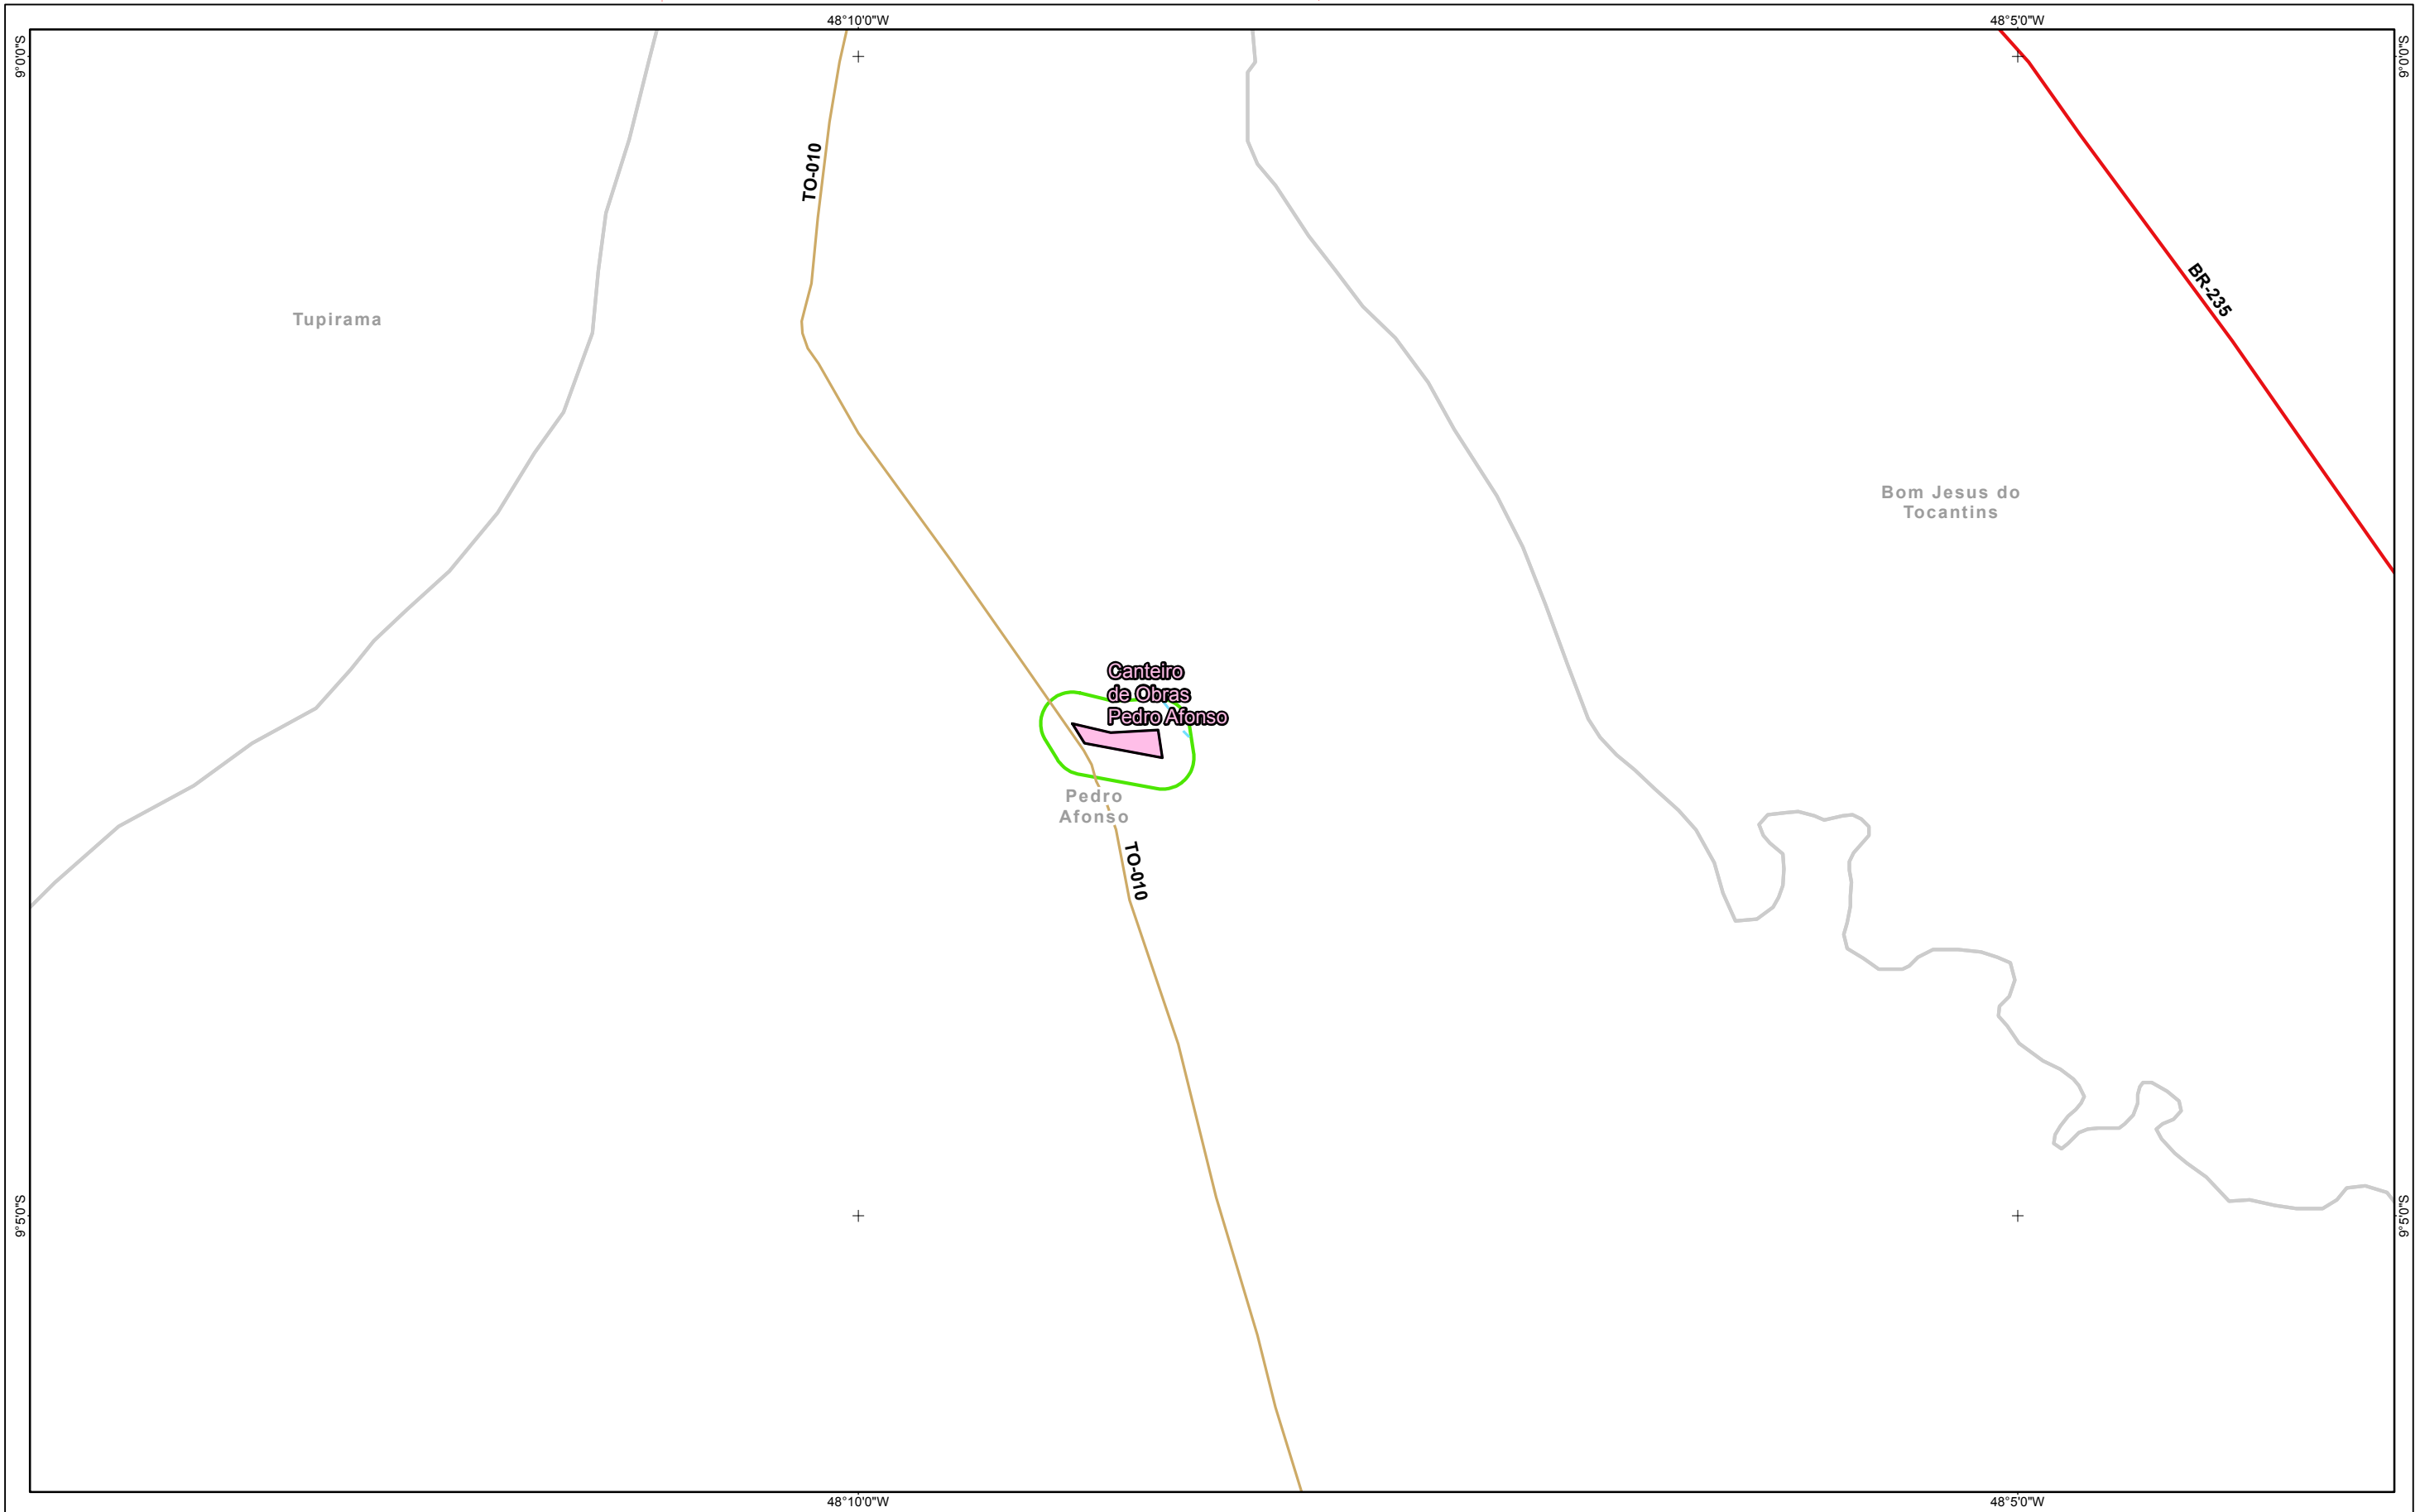 48°10'0"W
48°5'0"W
9°0'0"S
9°0'0"S
TO-010
BR-235
Tupirama
Bom Jesus do
Tocantins
Canteiro
de Obras
Pedro Afonso
Pedro
Afonso
TO-010
9°5'0"S
9°5'0"S
48°10'0"W
48°5'0"W